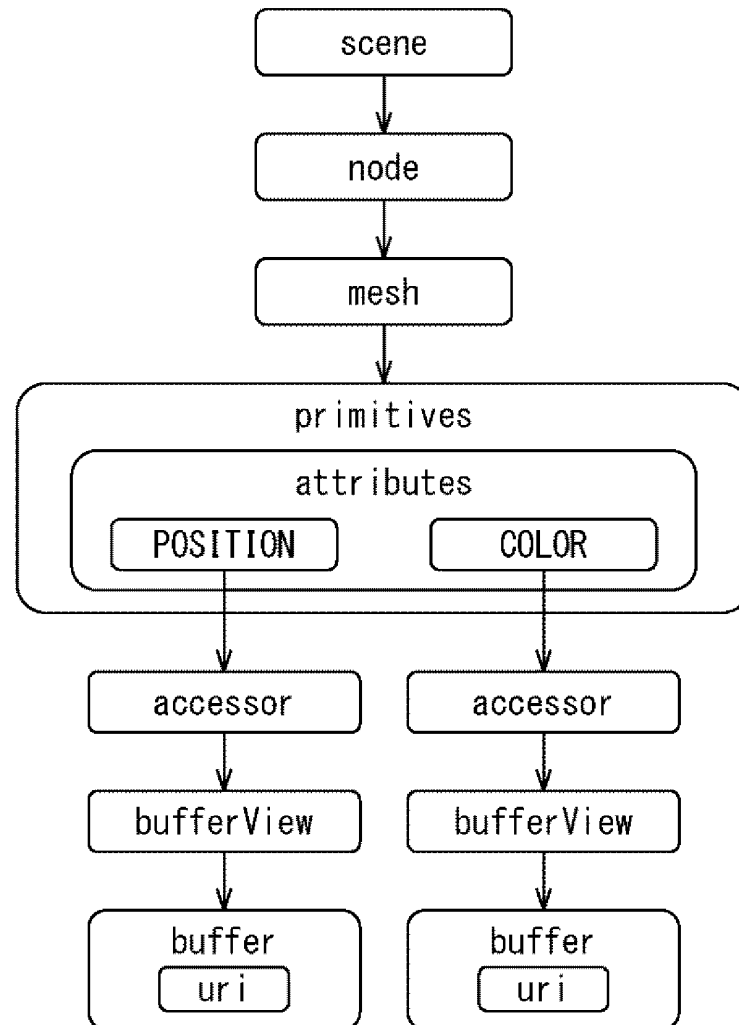 scene
node
mesh
primitives
attributes
POSITION COLOR
accessor accessor
bufferView bufferView
buffer buffer
uri uri